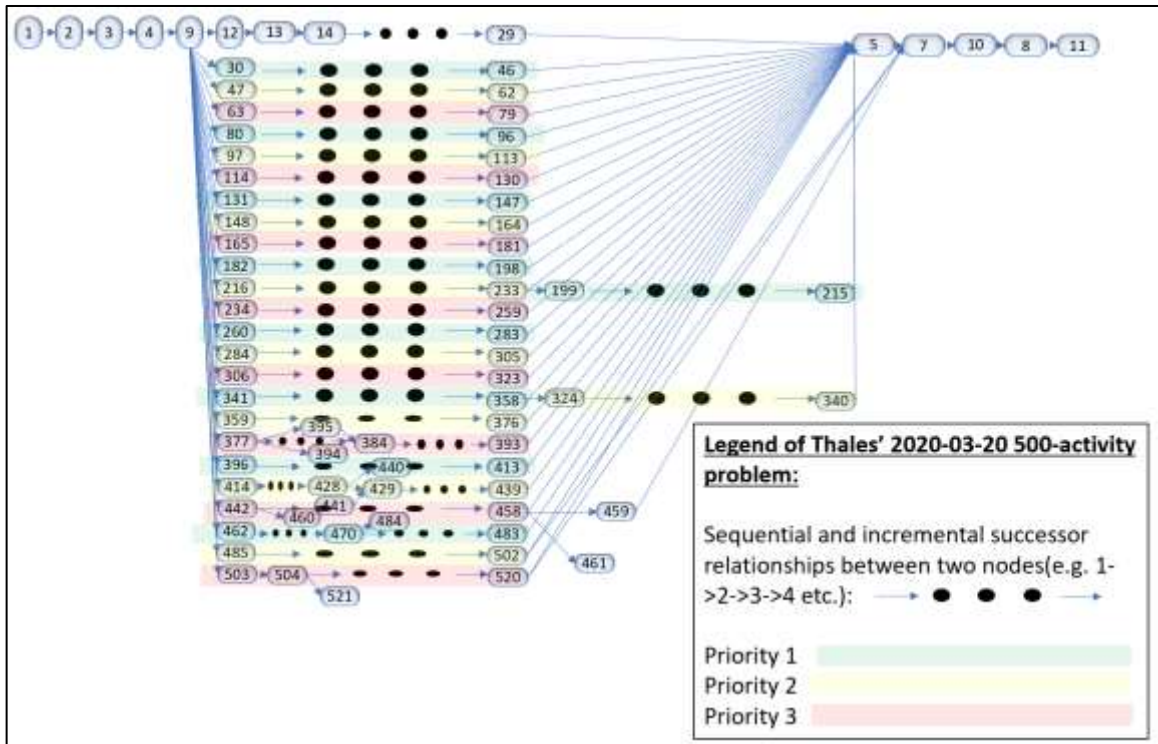 1 2 3 4 9 12 13 14 29 5 7 10 8 11
30 46
47 62
63 79
80 96
97 113
114 130
131 147
148 164
165 181
182 198
216 233 199 215
234 259
260 283
284 305
306 323
341 358 324 340
359 376
395
377 384 393
394
396 440 413
414 428 429 439
442 441 458 459
460 484
462 470 483
485 502
461
503 504 520
521
Legend of Thales’ 2020-03-20 500-activity
problem:
Sequential and incremental successor
relationships between two nodes(e.g. 1-
>2->3->4 etc.):
Priority 1
Priority 2
Priority 3